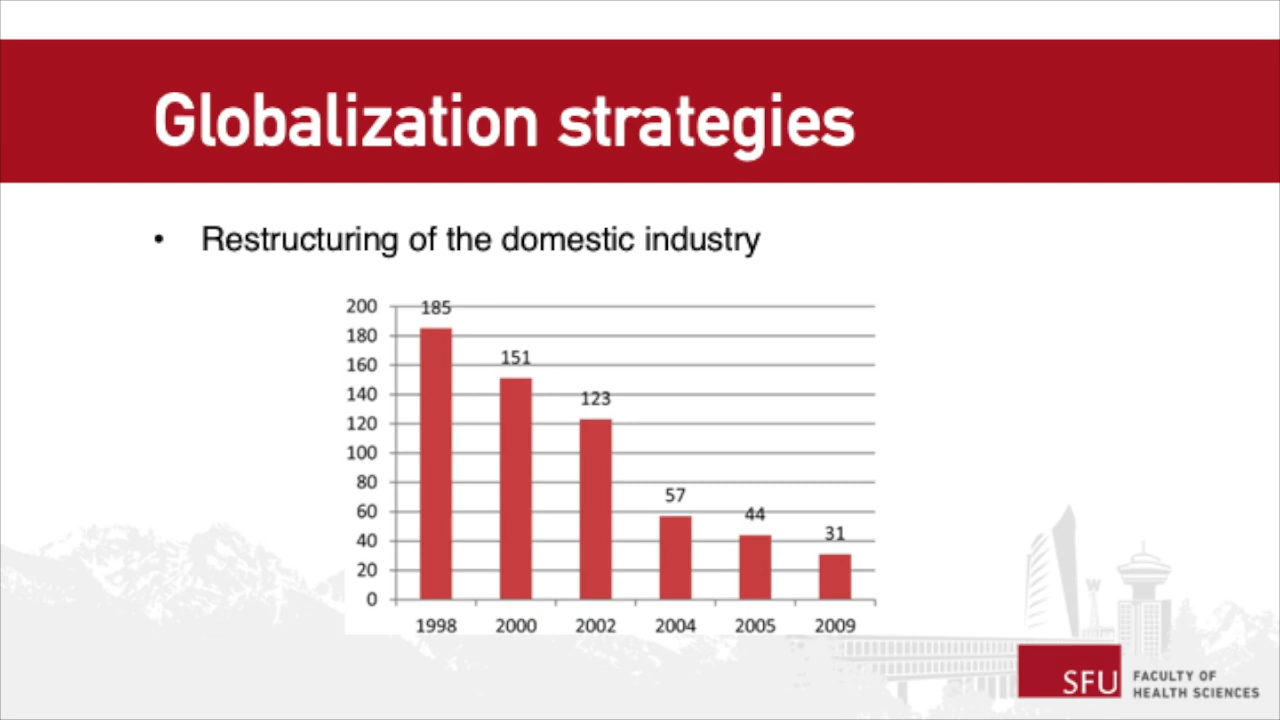 Globalization strategies
• Restructuring of the domestic industry
200
180
160
140
120
100
80
60
40
20
0
185
151
123
57
44
31
1998 2000 2002 2004 2005 2009
SFU
FACULTY OF
HEALTH SCIENCES